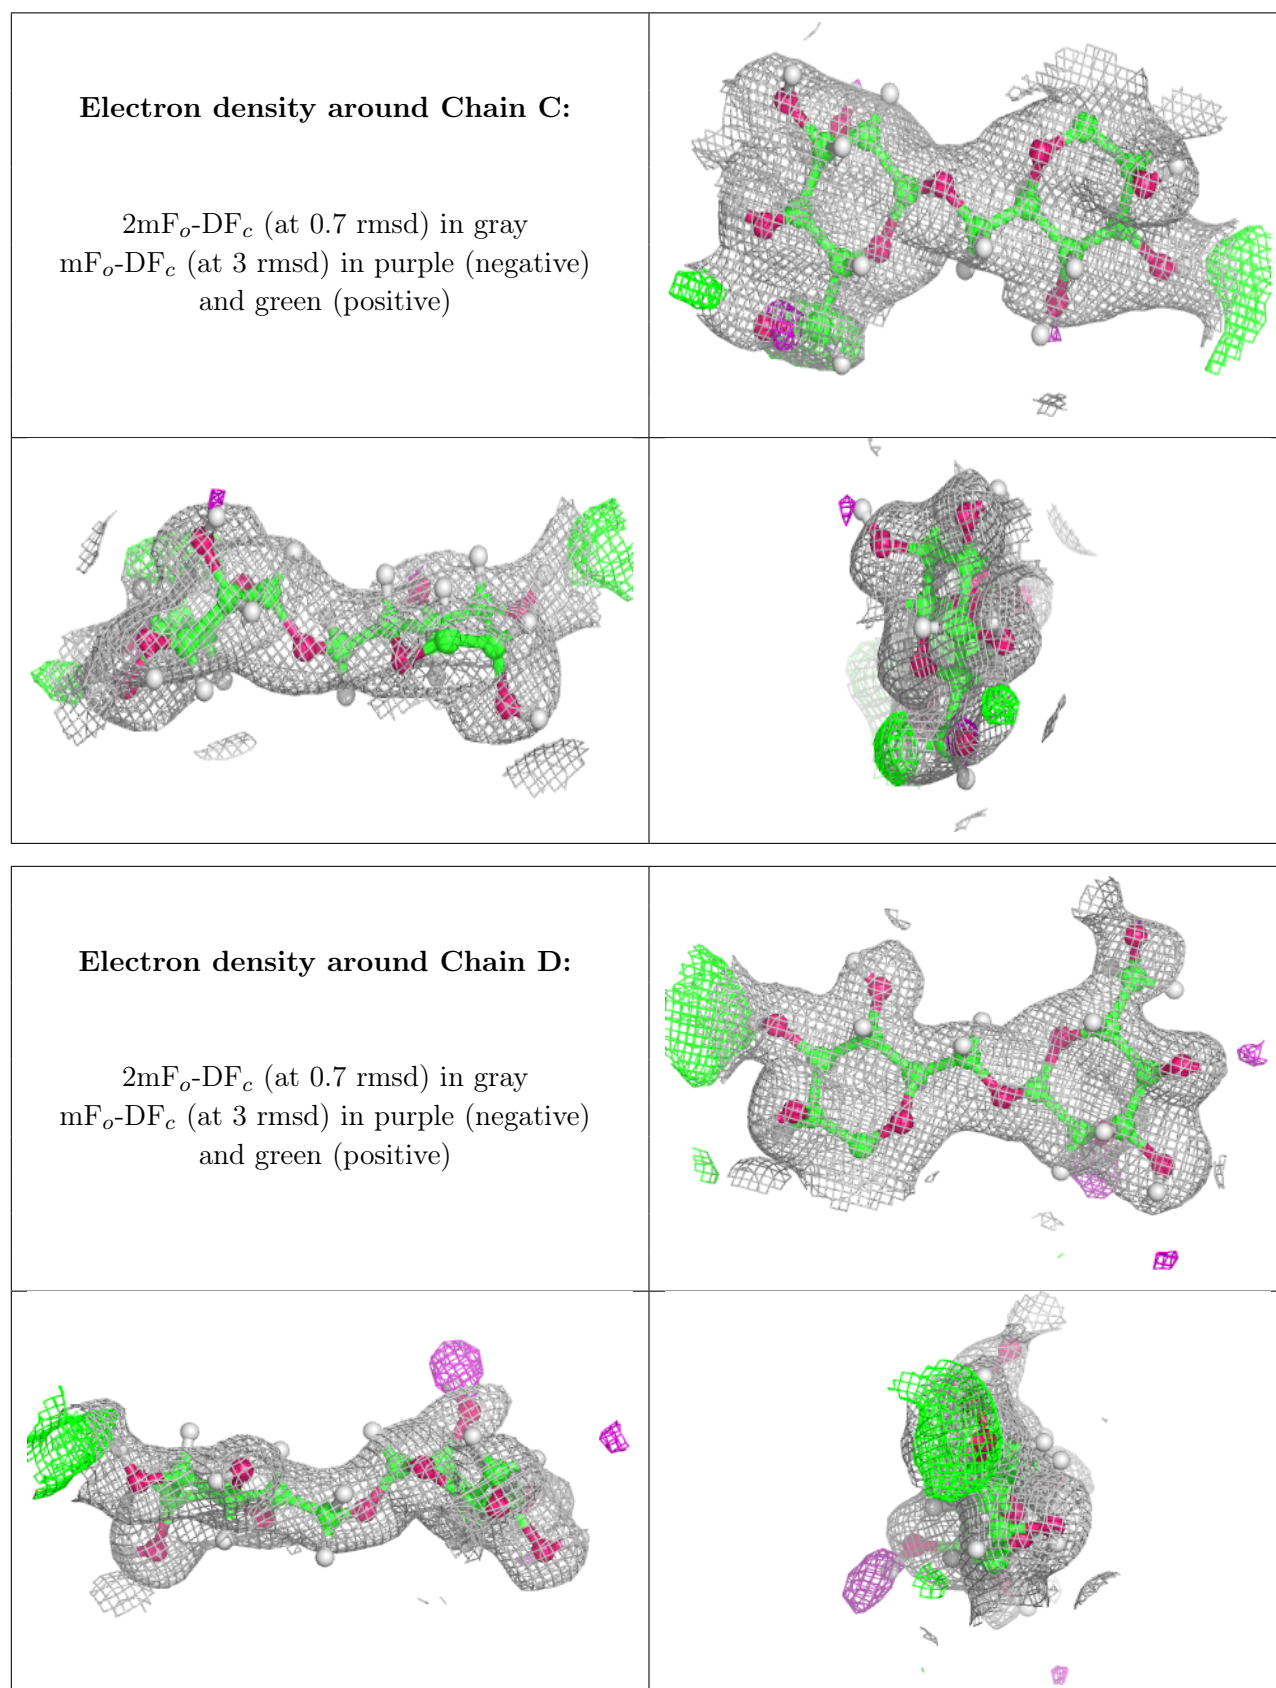 Electron density around Chain C:
2mFo-DFc (at 0.7 rmsd) in gray
mFo-DFc (at 3 rmsd) in purple (negative)
and green (positive)
Electron density around Chain D:
2mFo-DFc (at 0.7 rmsd) in gray
mFo-DFc (at 3 rmsd) in purple (negative)
and green (positive)